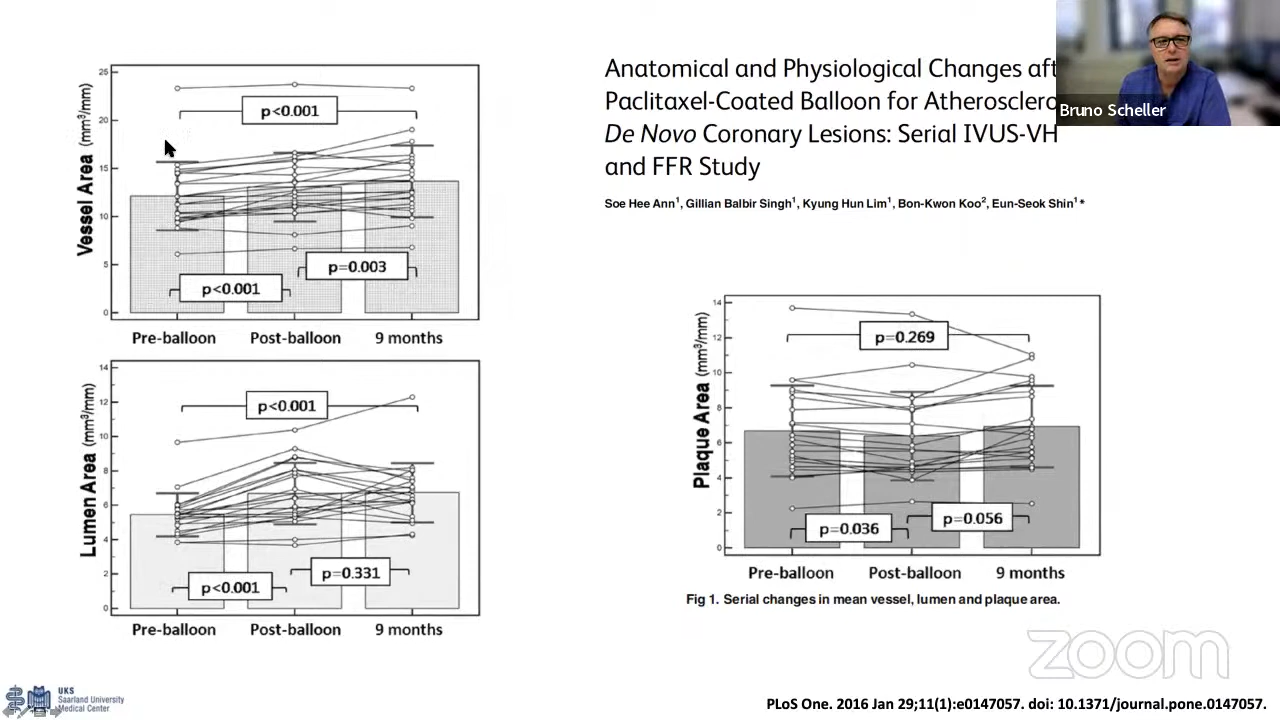 Anatomical and Physiological Changes aft
Paclitaxel-Coated Balloon for Atherosclero
De Novo Coronary Lesions: Serial IVUS-VH
and FFR Study
Soe Hee Ann1, Gillian Balbir Singh1, Kyung Hun Lim1, Bon-Kwon Koo2, Eun-Seok Shin1*
Bruno Scheller
Vessel Area (mm3/mm)
25
20
15
10
5
0
p<0.001
p=0.003
p<0.001
Pre-balloon Post-balloon 9 months
Lumen Area (mm3/mm)
14
12
10
8
6
4
2
0
p<0.001
p=0.331
p<0.001
Pre-balloon Post-balloon 9 months
Plaque Area (mm3/mm)
14
12
10
8
6
4
2
0
p=0.269
p=0.056
p=0.036
Pre-balloon Post-balloon 9 months
Fig 1. Serial changes in mean vessel, lumen and plaque area.
zoom
UKS
Saarland University
Medical Center
PLoS One. 2016 Jan 29;11(1):e0147057. doi: 10.1371/journal.pone.0147057.